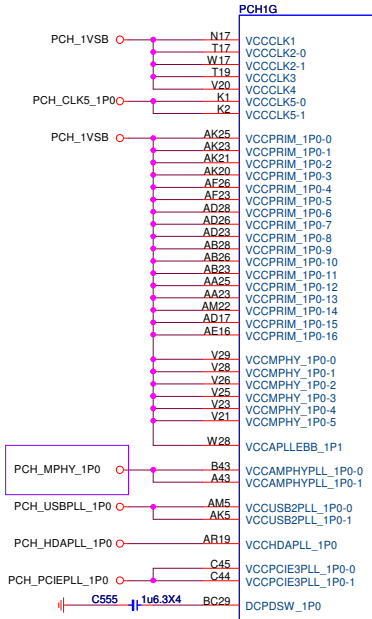 PCH1G
PCH_1VSB N17 VCCCLK1
T17 VCCCLK2-0
W17 VCCCLK2-1
T19 VCCCLK3
V20 VCCCLK4
PCH_CLK5_1P0 K1 VCCCLK5-0
K2 VCCCLK5-1
PCH_1VSB AK25 VCCPRIM_1P0-0
AK23 VCCPRIM_1P0-1
AK21 VCCPRIM_1P0-2
AK20 VCCPRIM_1P0-3
AF26 VCCPRIM_1P0-4
AF23 VCCPRIM_1P0-5
AD28 VCCPRIM_1P0-6
AD26 VCCPRIM_1P0-7
AD23 VCCPRIM_1P0-8
AB28 VCCPRIM_1P0-9
AB26 VCCPRIM_1P0-10
AB23 VCCPRIM_1P0-11
AA25 VCCPRIM_1P0-12
AA23 VCCPRIM_1P0-13
AM22 VCCPRIM_1P0-14
AD17 VCCPRIM_1P0-15
AE16 VCCPRIM_1P0-16
V29 VCCMPHY_1P0-0
V28 VCCMPHY_1P0-1
V26 VCCMPHY_1P0-2
V25 VCCMPHY_1P0-3
V23 VCCMPHY_1P0-4
V21 VCCMPHY_1P0-5
W28 VCCAPLLEBB_1P1
PCH_MPHY_1P0 B43 VCCAMPHYPLL_1P0-0
A43 VCCAMPHYPLL_1P0-1
PCH_USBPLL_1P0 AM5 VCCUSB2PLL_1P0-0
AK5 VCCUSB2PLL_1P0-1
PCH_HDAPLL_1P0 AR19 VCCHDAPLL_1P0
PCH_PCIEPLL_1P0 C45 VCCPCIE3PLL_1P0-0
C44 VCCPCIE3PLL_1P0-1
C555 1u6.3X4 BC29 DCPDSW_1P0